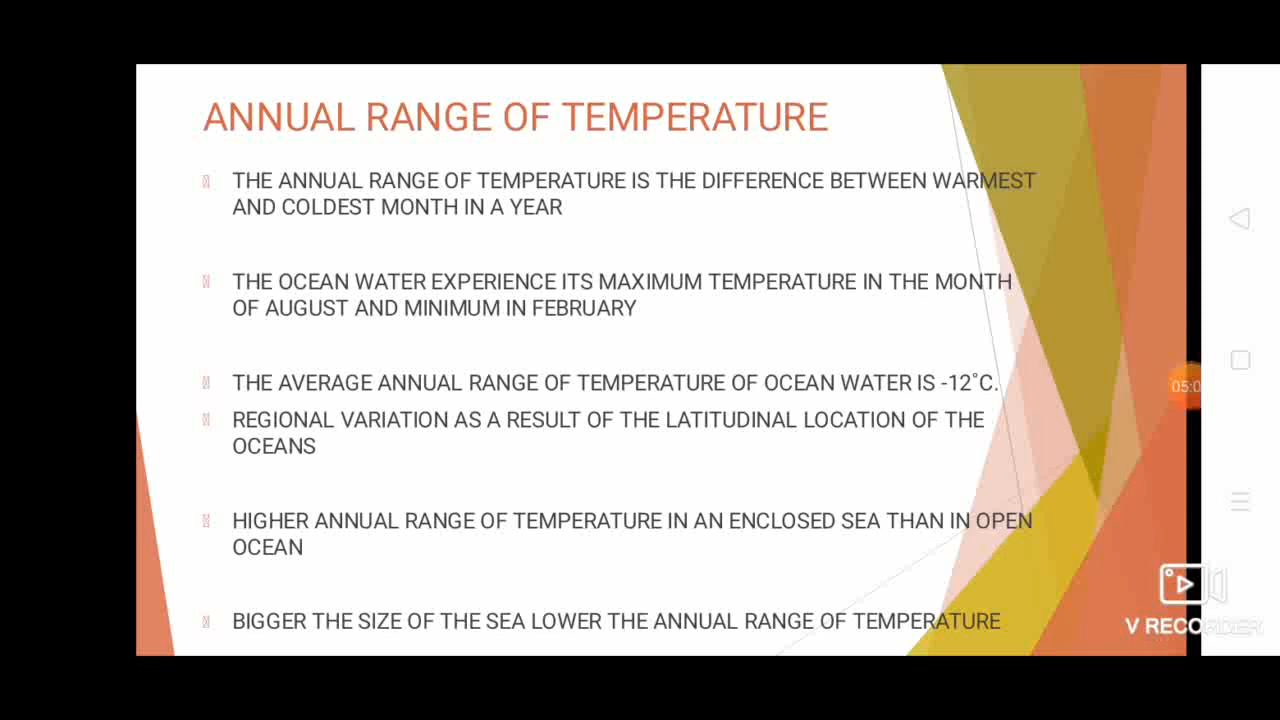 ANNUAL RANGE OF TEMPERATURE
THE ANNUAL RANGE OF TEMPERATURE IS THE DIFFERENCE BETWEEN WARMEST
AND COLDEST MONTH IN A YEAR
THE OCEAN WATER EXPERIENCE ITS MAXIMUM TEMPERATURE IN THE MONTH
OF AUGUST AND MINIMUM IN FEBRUARY
THE AVERAGE ANNUAL RANGE OF TEMPERATURE OF OCEAN WATER IS -12˚C.
REGIONAL VARIATION AS A RESULT OF THE LATITUDINAL LOCATION OF THE
OCEANS
HIGHER ANNUAL RANGE OF TEMPERATURE IN AN ENCLOSED SEA THAN IN OPEN
OCEAN
BIGGER THE SIZE OF THE SEA LOWER THE ANNUAL RANGE OF TEMPERATURE
V RECORDER